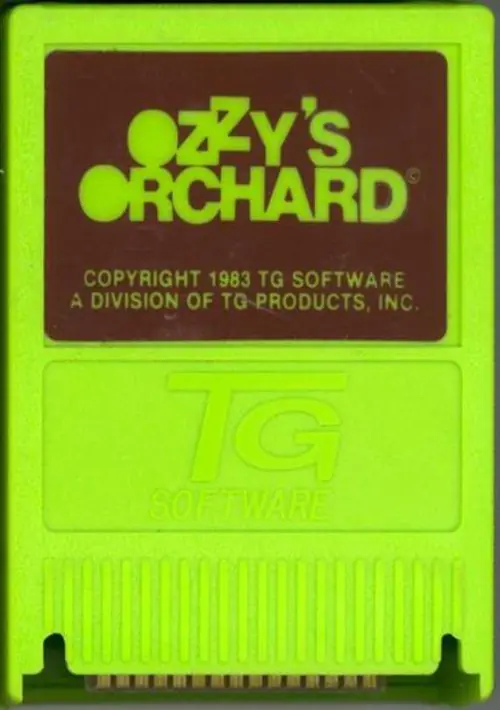 OZZY'S
ORCHARD©
COPYRIGHT 1983 TG SOFTWARE
A DIVISION OF TG PRODUCTS, INC.
TG
SOFTWARE